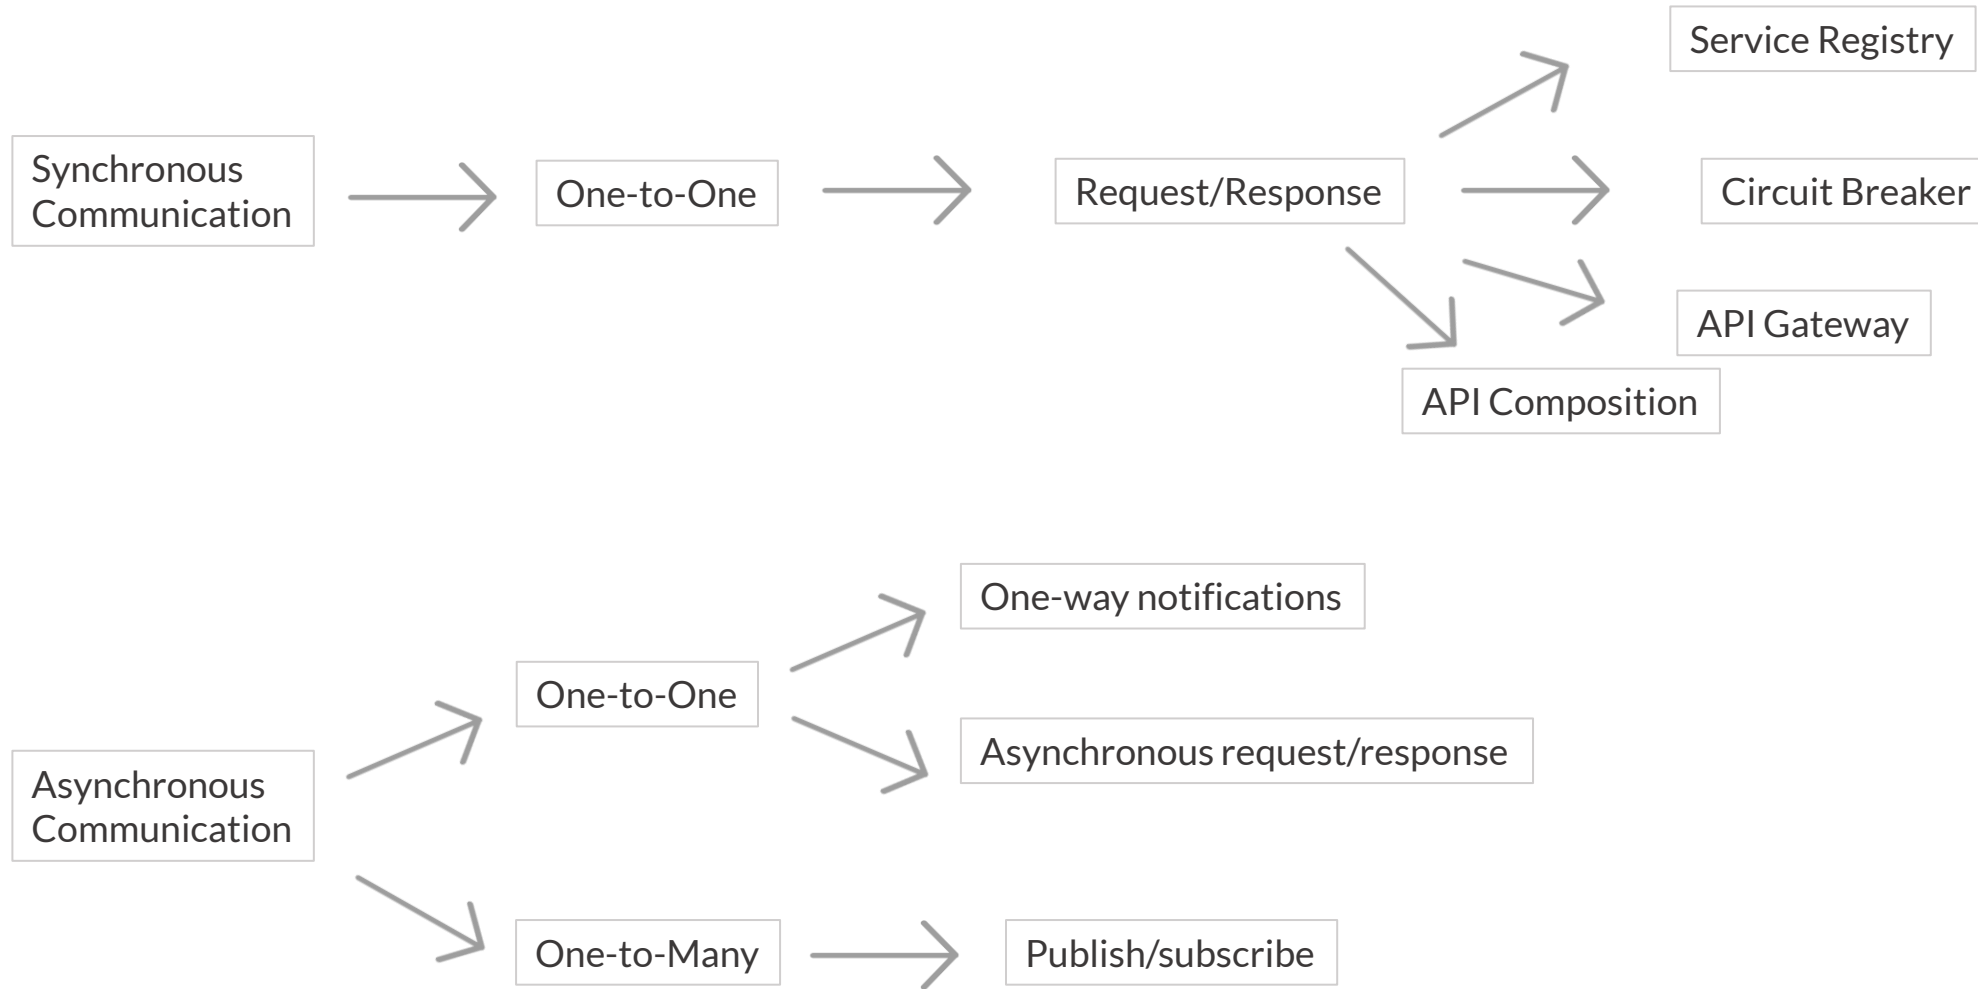 Service Registry
Synchronous
Communication
One-to-One
Request/Response
Circuit Breaker
API Gateway
API Composition
One-way notifications
One-to-One
Asynchronous request/response
Asynchronous
Communication
One-to-Many
Publish/subscribe